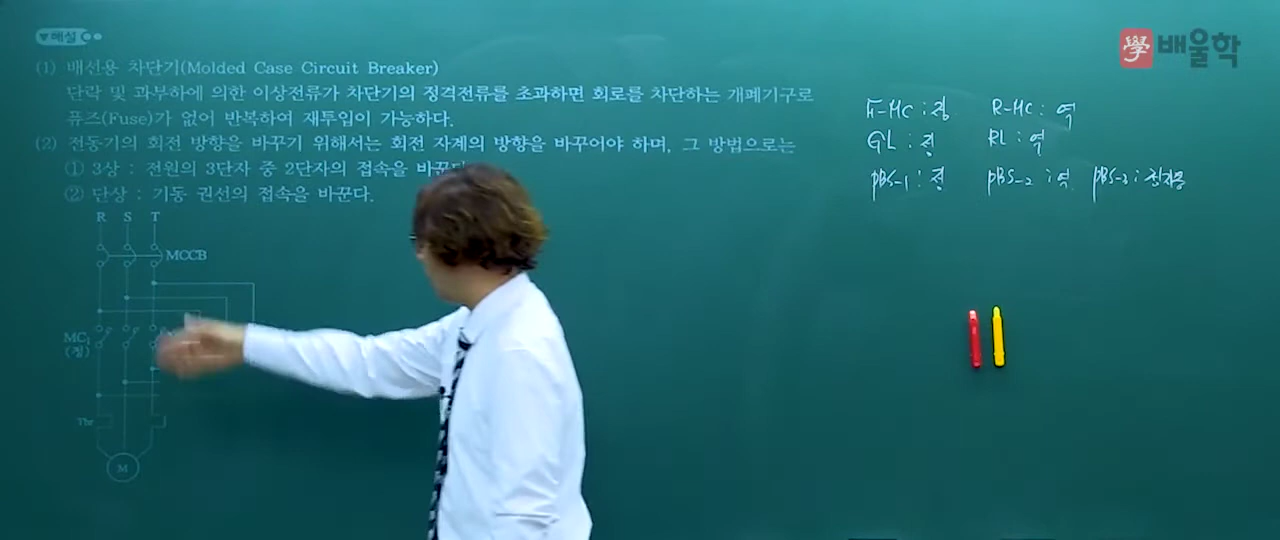 ▼해설
學 배울학
(1) 배선용 차단기(Molded Case Circuit Breaker)
단락 및 과부하에 의한 이상전류가 차단기의 정격전류를 초과하면 회로를 차단하는 개폐기구로
퓨즈(Fuse)가 없어 반복하여 재투입이 가능하다.
(2) 전동기의 회전 방향을 바꾸기 위해서는 회전 자계의 방향을 바꾸어야 하며, 그 방법으로는
① 3상 : 전원의 3단자 중 2단자의 접속을 바꾼다
② 단상 : 기동 권선의 접속을 바꾼다.
R S T
MCCB
MC₁
(정)
Thr
M
F-MC : 정 R-MC : 역
GL : 정 RL : 역
PBS-1 : 정 PBS-2 : 역 PBS-3 :